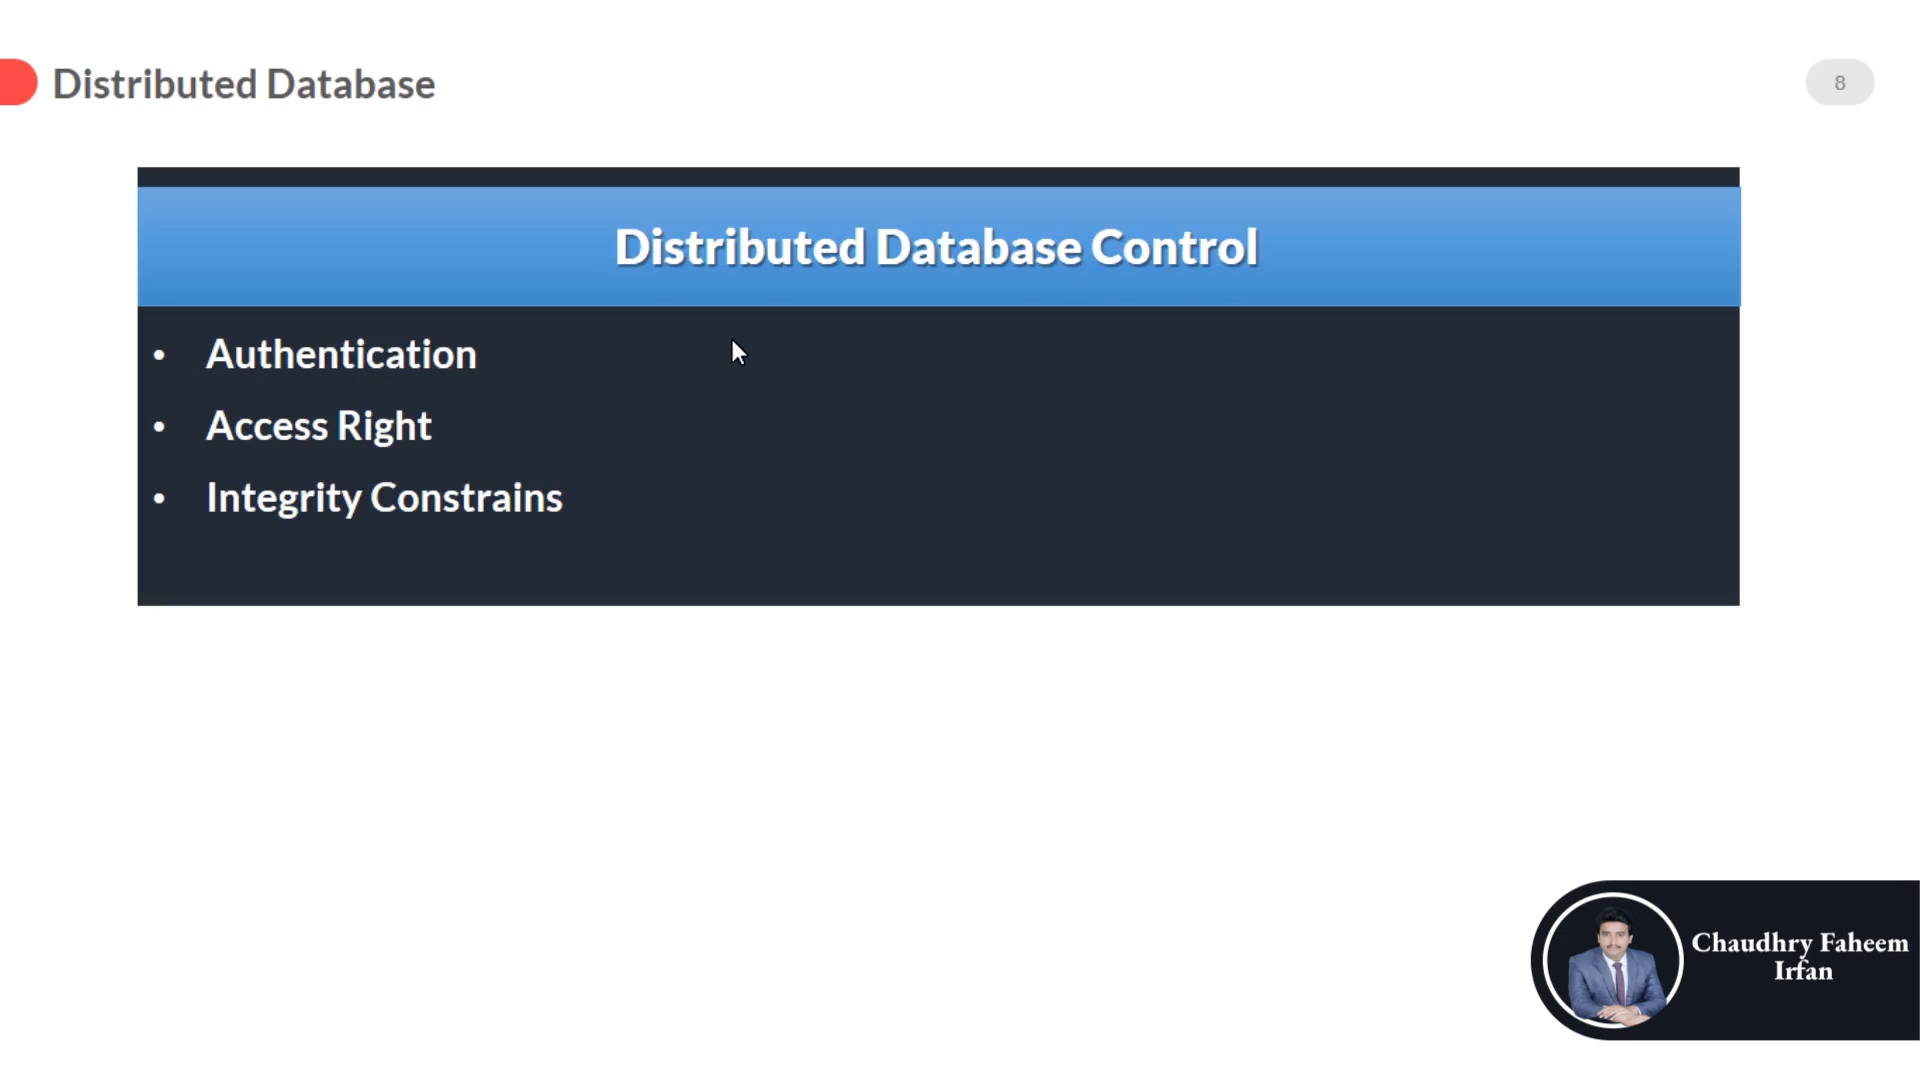 Distributed Database
8
Distributed Database Control
• Authentication
• Access Right
• Integrity Constrains
Chaudhry Faheem
Irfan